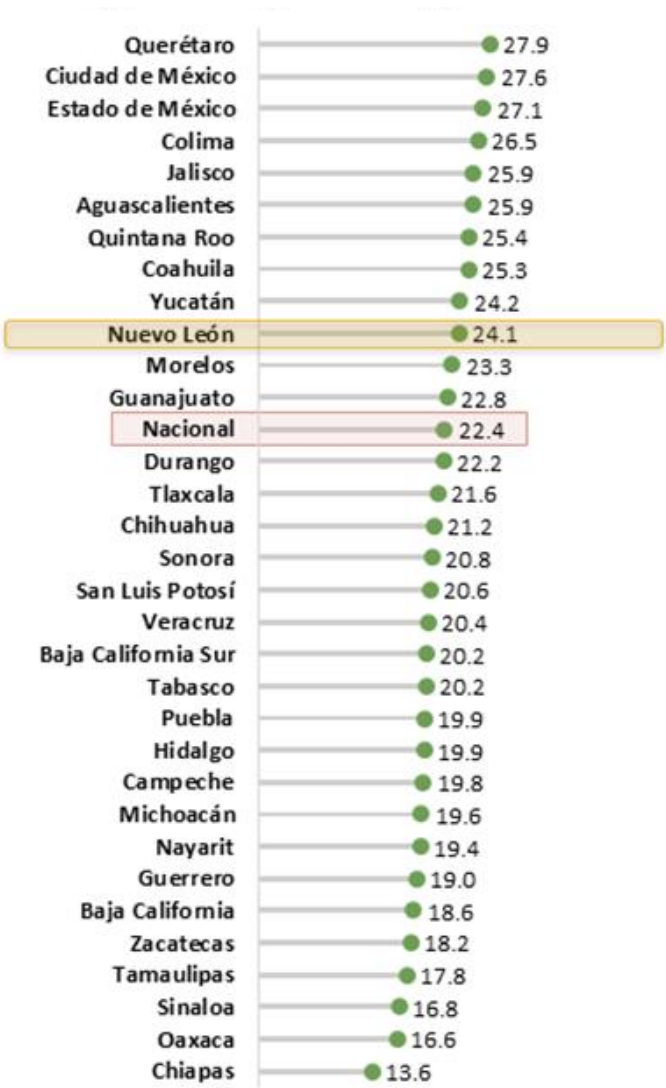 Querétaro 27.9
Ciudad de México 27.6
Estado de México 27.1
Colima 26.5
Jalisco 25.9
Aguascalientes 25.9
Quintana Roo 25.4
Coahuila 25.3
Yucatán 24.2
Nuevo León 24.1
Morelos 23.3
Guanajuato 22.8
Nacional 22.4
Durango 22.2
Tlaxcala 21.6
Chihuahua 21.2
Sonora 20.8
San Luis Potosí 20.6
Veracruz 20.4
Baja California Sur 20.2
Tabasco 20.2
Puebla 19.9
Hidalgo 19.9
Campeche 19.8
Michoacán 19.6
Nayarit 19.4
Guerrero 19.0
Baja California 18.6
Zacatecas 18.2
Tamaulipas 17.8
Sinaloa 16.8
Oaxaca 16.6
Chiapas 13.6